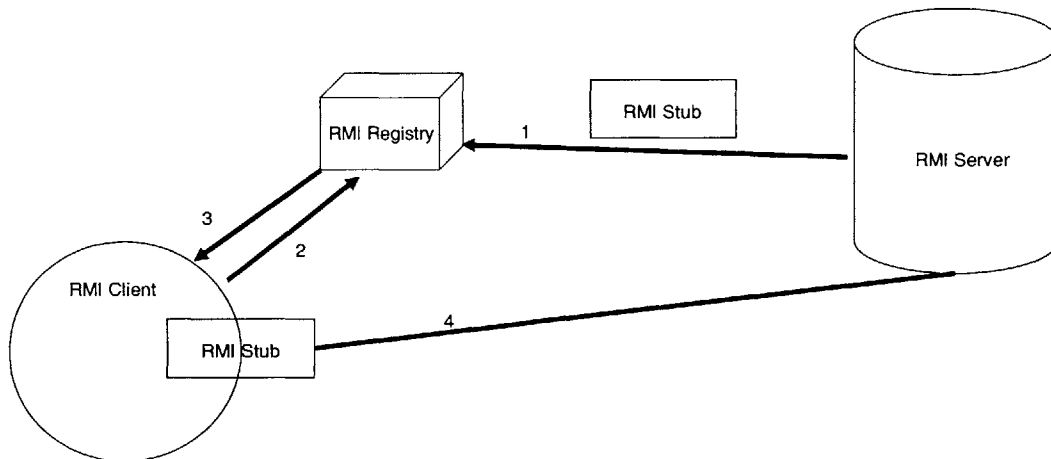 RMI Stub
RMI Registry
1
RMI Server
3
2
RMI Client
4
RMI Stub